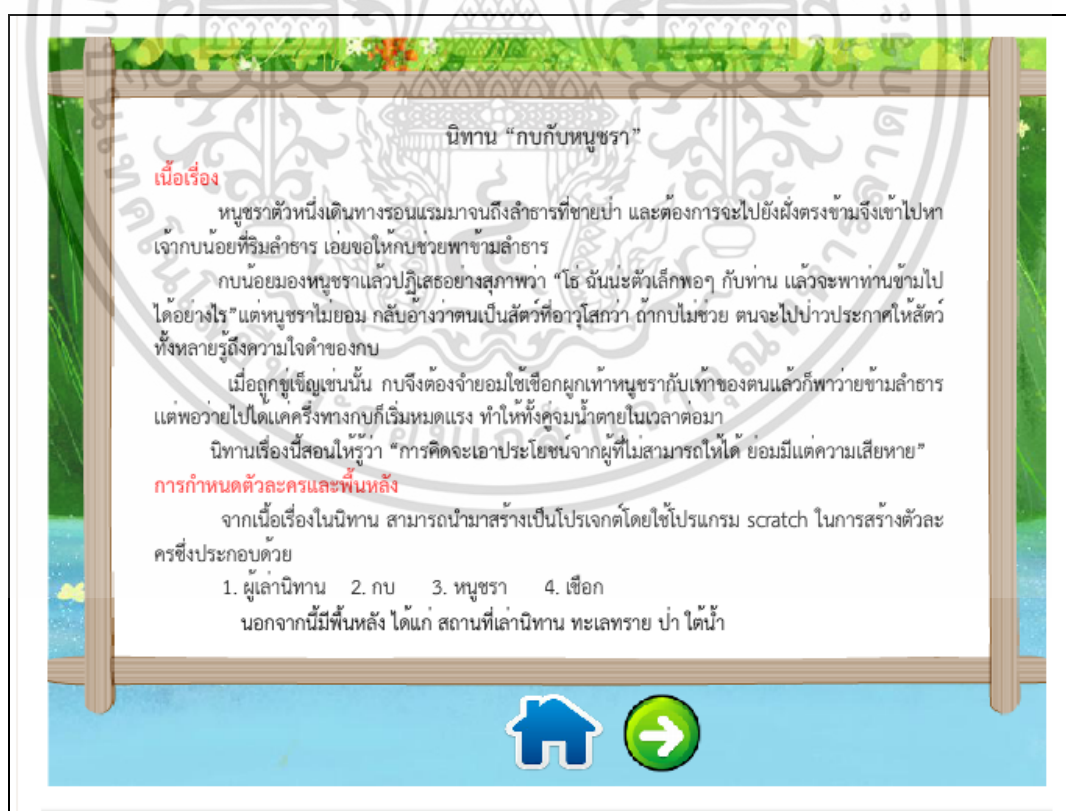 นิทาน “กบกับหนูชรา”
เนื้อเรื่อง
หนูชราตัวหนึ่งเดินทางรอนแรมมาจนถึงลำธารที่ชายป่า และต้องการจะไปยังฝั่งตรงข้ามจึงเข้าไปหา
เจ้ากบน้อยที่ริมลำธาร เอ่ยขอให้กบช่วยพาข้ามลำธาร
กบน้อยมองหนูชราแล้วปฏิเสธอย่างสุภาพว่า “โธ่ ฉันน่ะตัวเล็กพอๆ กับท่าน แล้วจะพาท่านข้ามไป
ได้อย่างไร”แต่หนูชราไม่ยอม กลับอ้างว่าตนเป็นสัตว์ที่อาวุโสกว่า ถ้ากบไม่ช่วย ตนจะไปป่าวประกาศให้สัตว์
ทั้งหลายรู้ถึงความใจดำของกบ
เมื่อถูกขู่เข็ญเช่นนั้น กบจึงต้องจำยอมใช้เชือกผูกเท้าหนูชรากับเท้าของตนแล้วก็พาว่ายข้ามลำธาร
แต่พอว่ายไปได้แค่ครึ่งทางกบก็เริ่มหมดแรง ทำให้ทั้งคู่จมน้ำตายในเวลาต่อมา
นิทานเรื่องนี้สอนให้รู้ว่า “การคิดจะเอาประโยชน์จากผู้ที่ไม่สามารถให้ได้ ย่อมมีแต่ความเสียหาย”
การกำหนดตัวละครและพื้นหลัง
จากเนื้อเรื่องในนิทาน สามารถนำมาสร้างเป็นโปรเจกต์โดยใช้โปรแกรม scratch ในการสร้างตัวละ
ครซึ่งประกอบด้วย
1. ผู้เล่านิทาน 2. กบ 3. หนูชรา 4. เชือก
นอกจากนี้มีพื้นหลัง ได้แก่ สถานที่เล่านิทาน ทะเลทราย ป่า ใต้น้ำ